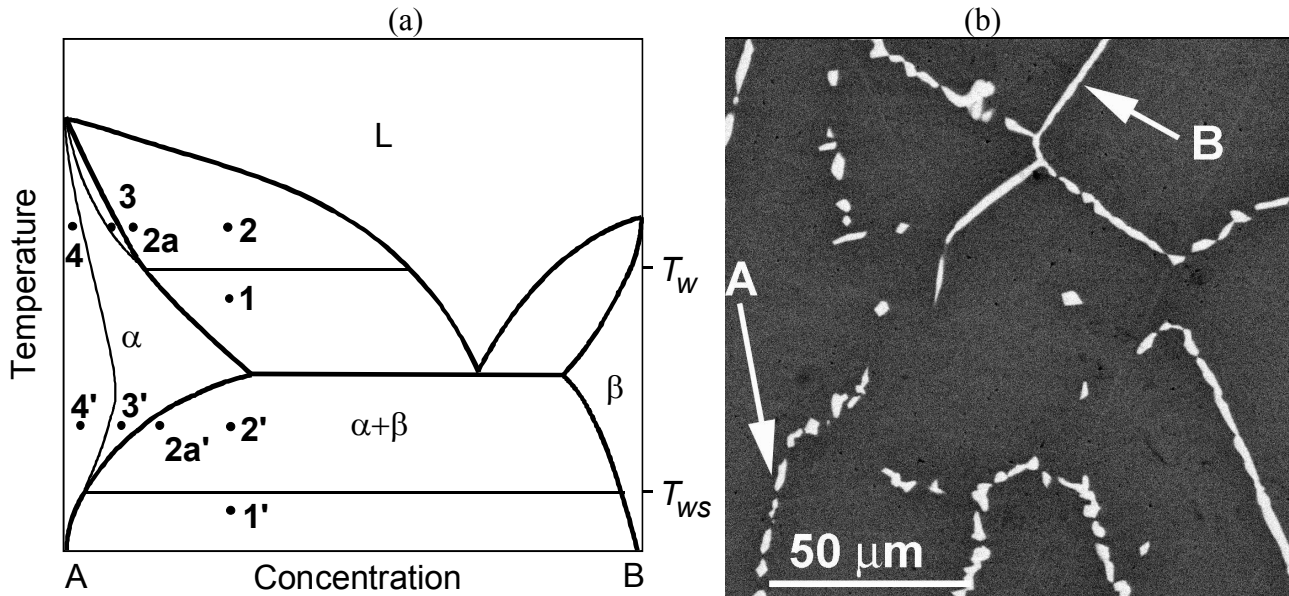 (a)
(b)
Temperature
L
3
4
2a
2
T_w
1
α
β
4'
3'
2a'
2'
α+β
T_ws
1'
A
Concentration
B
B
A
50 μm